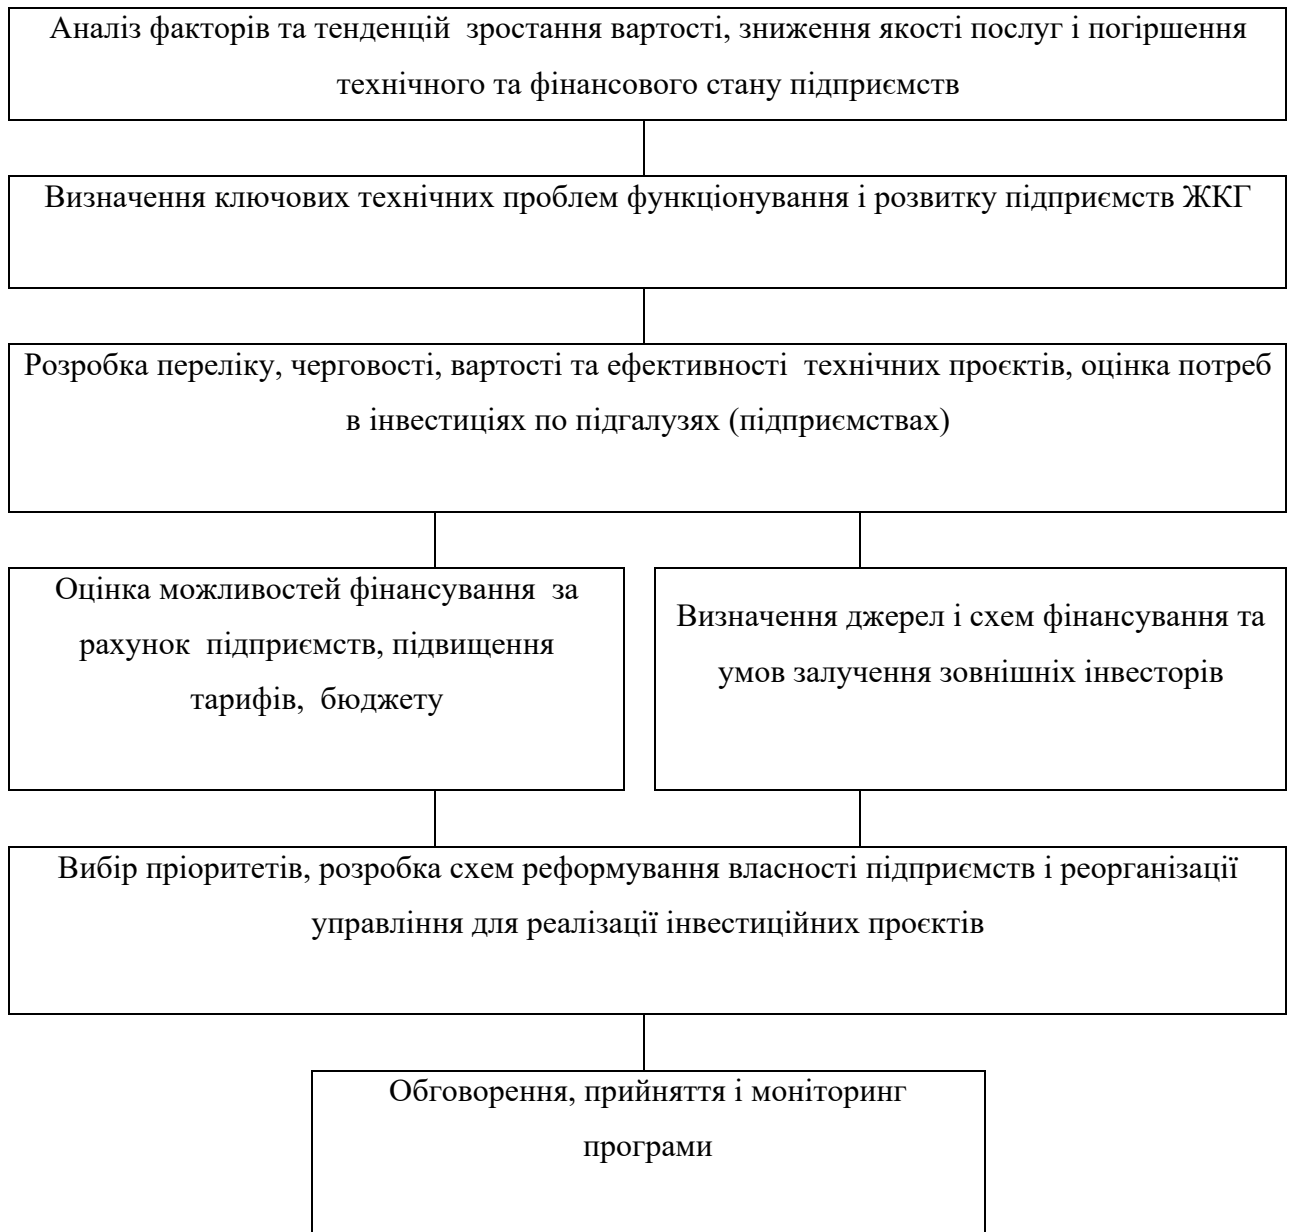 Аналіз факторів та тенденцій зростання вартості, зниження якості послуг і погіршення
технічного та фінансового стану підприємств
Визначення ключових технічних проблем функціонування і розвитку підприємств ЖКГ
Розробка переліку, черговості, вартості та ефективності технічних проєктів, оцінка потреб
в інвестиціях по підгалузях (підприємствах)
Оцінка можливостей фінансування за
рахунок підприємств, підвищення
тарифів, бюджету
Визначення джерел і схем фінансування та
умов залучення зовнішніх інвесторів
Вибір пріоритетів, розробка схем реформування власності підприємств і реорганізації
управління для реалізації інвестиційних проєктів
Обговорення, прийняття і моніторинг
програми